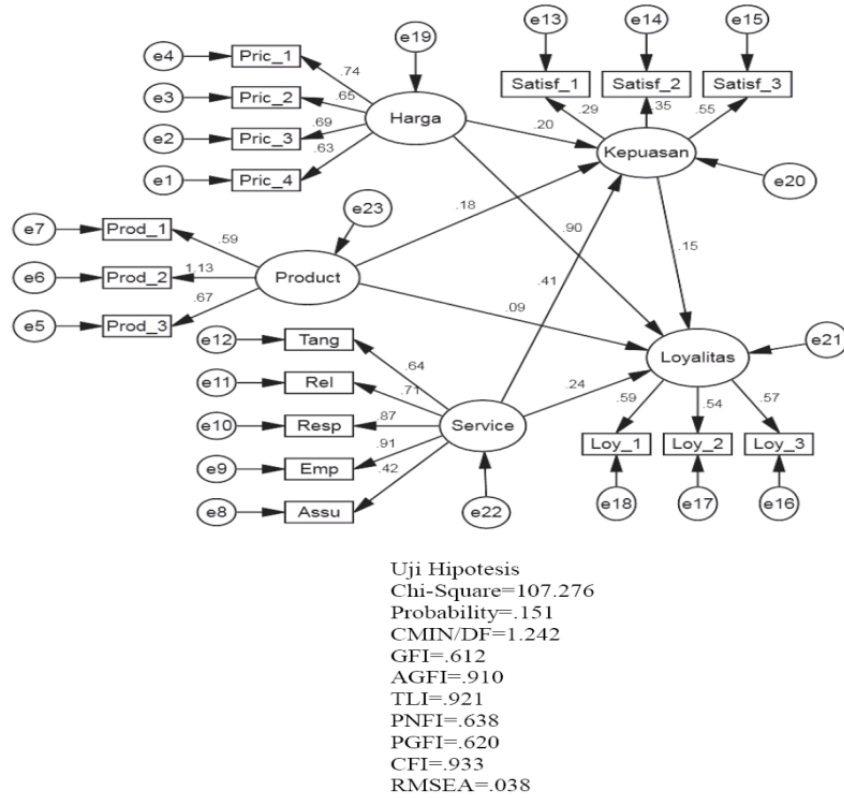 e13
e14
e15
e19
e4
Pric_1
Satisf_1
Satisf_2
Satisf_3
.74
e3
Pric_2
.65
.29
.35
.55
Harga
.20
e2
Pric_3
.69
Kepuasan
.63
e1
Pric_4
e20
e23
e7
Prod_1
.18
.59
.90
.15
e6
Prod_2
1.13
Product
.41
e5
Prod_3
.67
.09
e12
Tang
e21
Loyalitas
.64
e11
Rel
.71
.24
.59
.54
.57
e10
Resp
.87
Service
Loy_1
Loy_2
Loy_3
e9
Emp
.91
.42
e8
Assu
e22
e18
e17
e16
Uji Hipotesis
Chi-Square=107.276
Probability=.151
CMIN/DF=1.242
GFI=.612
AGFI=.910
TLI=.921
PNFI=.638
PGFI=.620
CFI=.933
RMSEA=.038